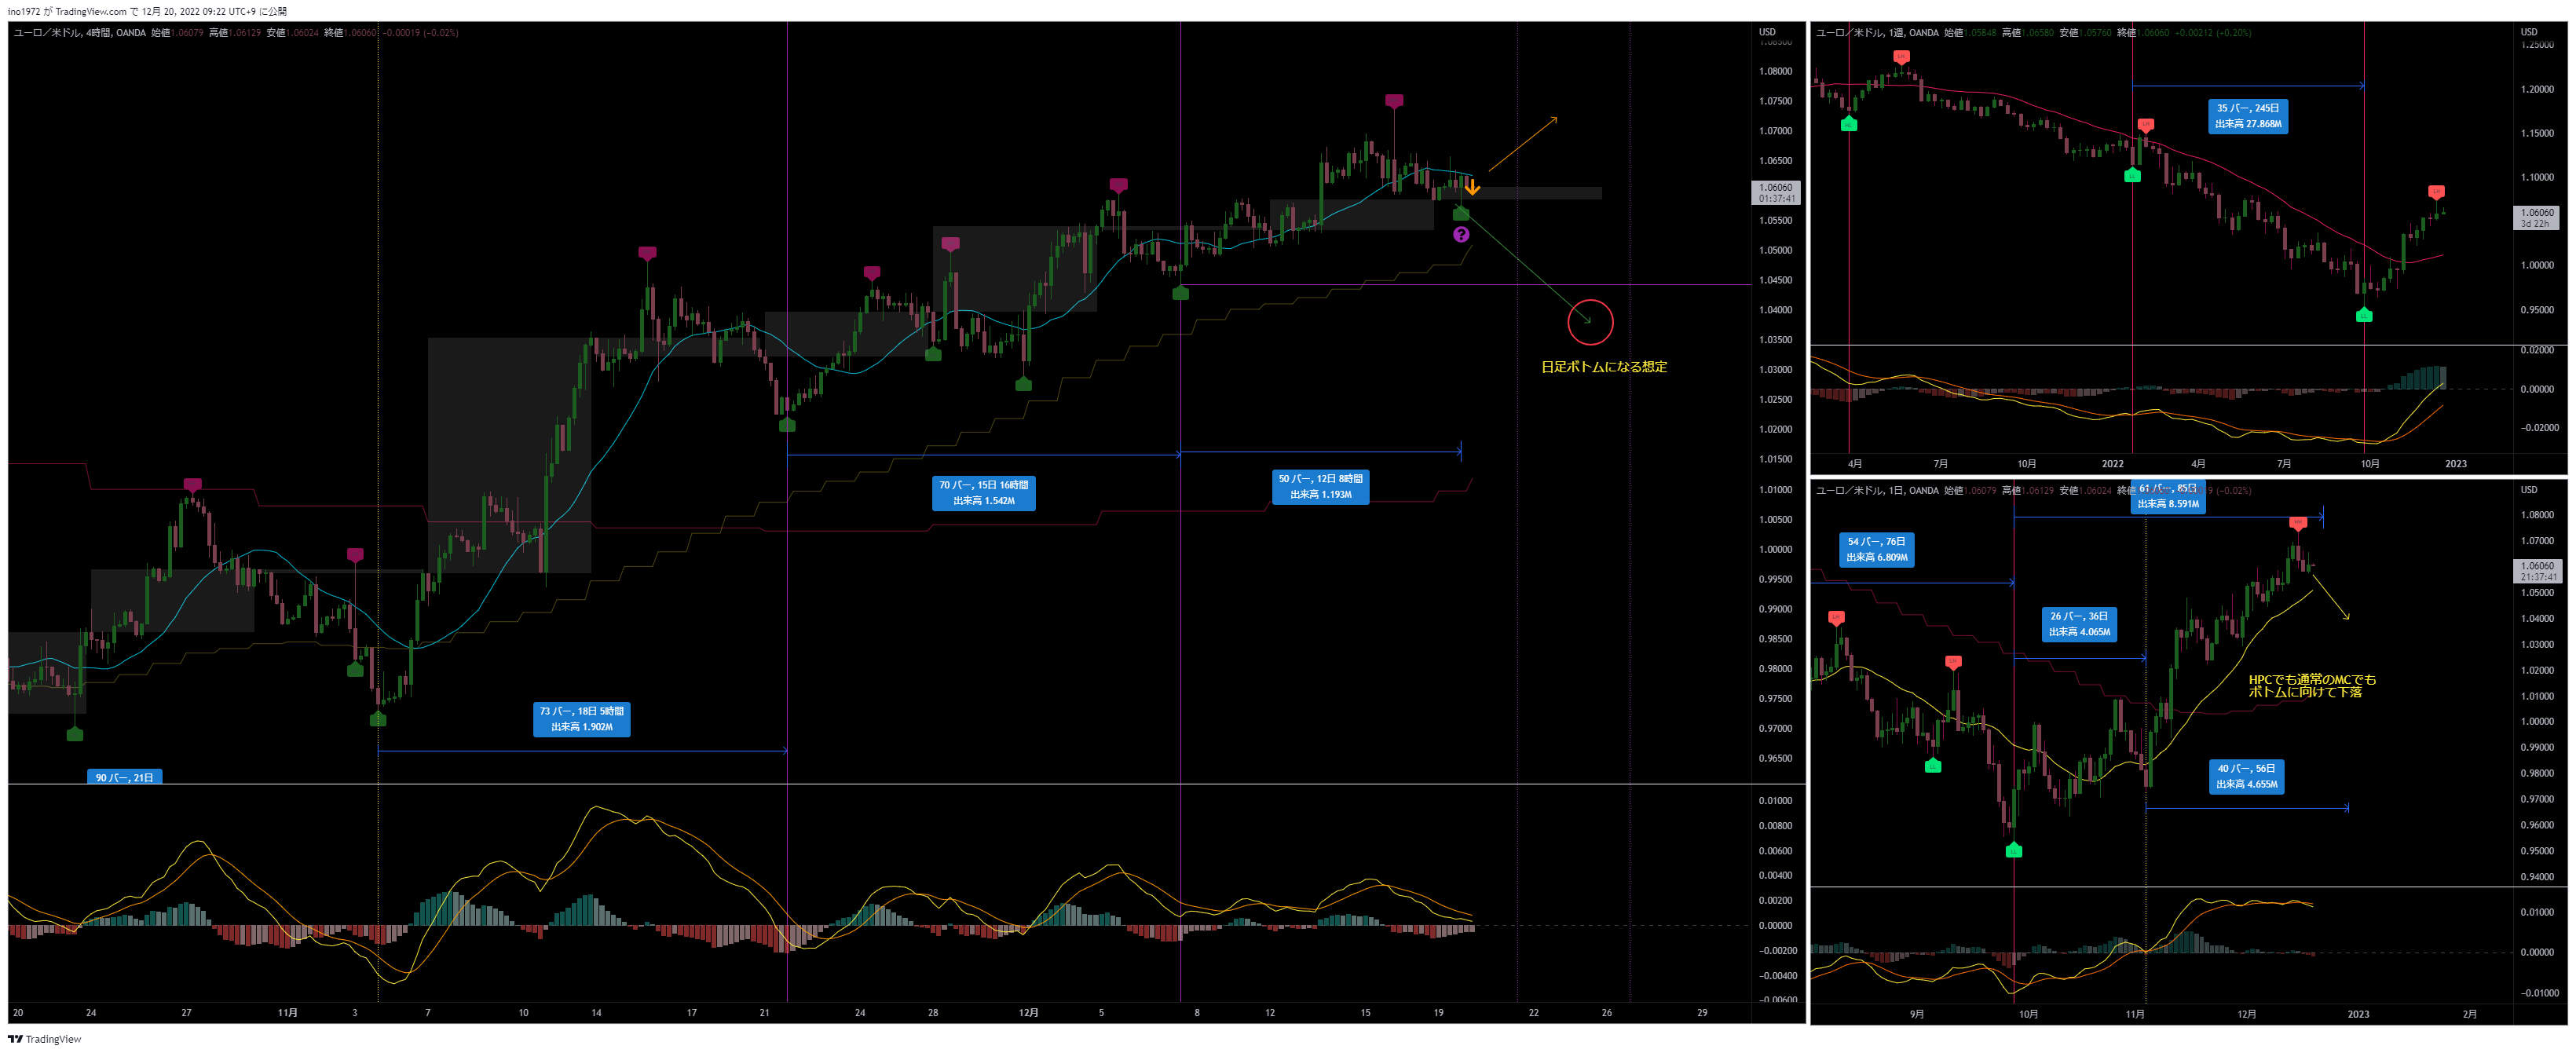 ino1972 が TradingView.com で 12月 20, 2022 09:22 UTC+9 に公開
ユーロ／米ドル, 4時間, OANDA 始値1.06079 高値1.06129 安値1.06024 終値1.06060 −0.00019 (−0.02%)
USD
1.08500
1.08000
1.07500
1.07000
1.06500
1.06060
01:37:41
1.05500
1.05000
1.04500
1.04000
1.03500
1.03000
1.02500
1.02000
1.01500
1.01000
1.00500
1.00000
0.99500
0.99000
0.98500
0.98000
0.97500
0.97000
0.96500
?
日足ボトムになる想定
70 バー, 15日 16時間
出来高 1.542M
50 バー, 12日 8時間
出来高 1.193M
73 バー, 18日 5時間
出来高 1.902M
90 バー, 21日
0.01000
0.00800
0.00600
0.00400
0.00200
0.00000
−0.00200
−0.00400
−0.00600
20 24 27 11月 3 7 10 14 17 21 24 28 12月 5 8 12 15 19 22 26 29
ユーロ／米ドル, 1週, OANDA 始値1.05848 高値1.06580 安値1.05760 終値1.06060 +0.00212 (+0.20%)
USD
1.25000
1.20000
1.15000
1.10000
1.06060
3d 22h
1.00000
0.95000
35 バー, 245日
出来高 27.868M
0.02000
0.00000
−0.02000
4月 7月 10月 2022 4月 7月 10月 2023
ユーロ／米ドル, 1日, OANDA 始値1.06079 高値1.06129 安値1.06024 終値
(−0.02%)
USD
61 バー, 85日
出来高 8.591M
54 バー, 76日
出来高 6.809M
26 バー, 36日
出来高 4.065M
HPCでも通常のMCでも
ボトムに向けて下落
40 バー, 56日
出来高 4.655M
1.08000
1.07000
1.06060
21:37:41
1.05000
1.04000
1.03000
1.02000
1.01000
1.00000
0.99000
0.98000
0.97000
0.96000
0.95000
0.94000
0.01000
0.00000
−0.01000
9月 10月 11月 12月 2023 2月
TradingView